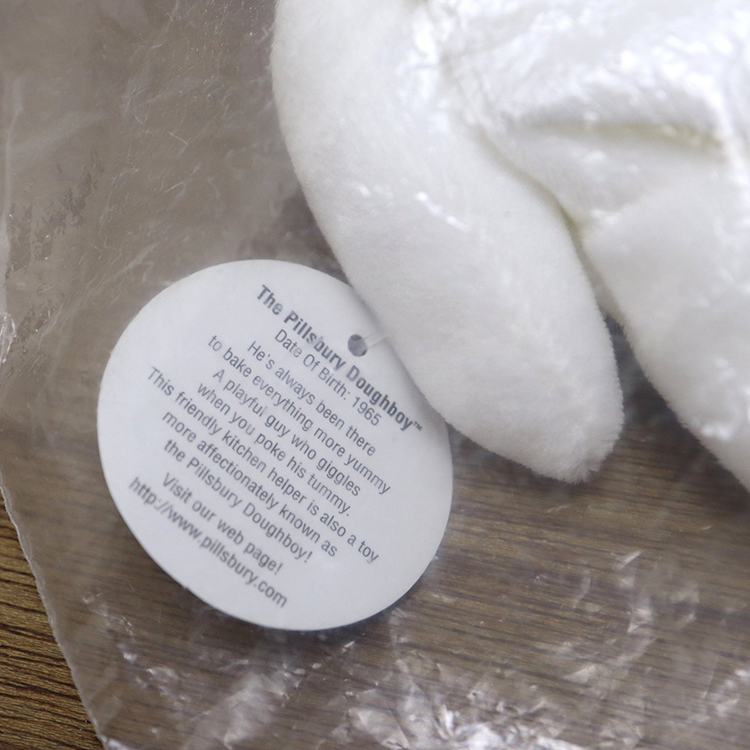 The Pillsbury Doughboy™
Date Of Birth: 1965
He's always been there
to bake everything more yummy
A playful guy who giggles
when you poke his tummy.
This friendly kitchen helper is also a toy
more affectionately known as
the Pillsbury Doughboy!
Visit our web page!
http://www.pillsbury.com